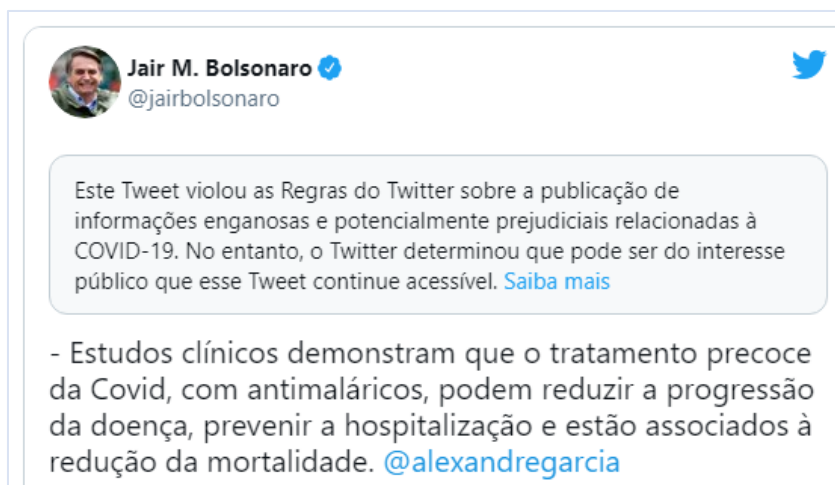 Jair M. Bolsonaro
@jairbolsonaro
Este Tweet violou as Regras do Twitter sobre a publicação de
informações enganosas e potencialmente prejudiciais relacionadas à
COVID-19. No entanto, o Twitter determinou que pode ser do interesse
público que esse Tweet continue acessível. Saiba mais
- Estudos clínicos demonstram que o tratamento precoce
da Covid, com antimaláricos, podem reduzir a progressão
da doença, prevenir a hospitalização e estão associados à
redução da mortalidade. @alexandregarcia